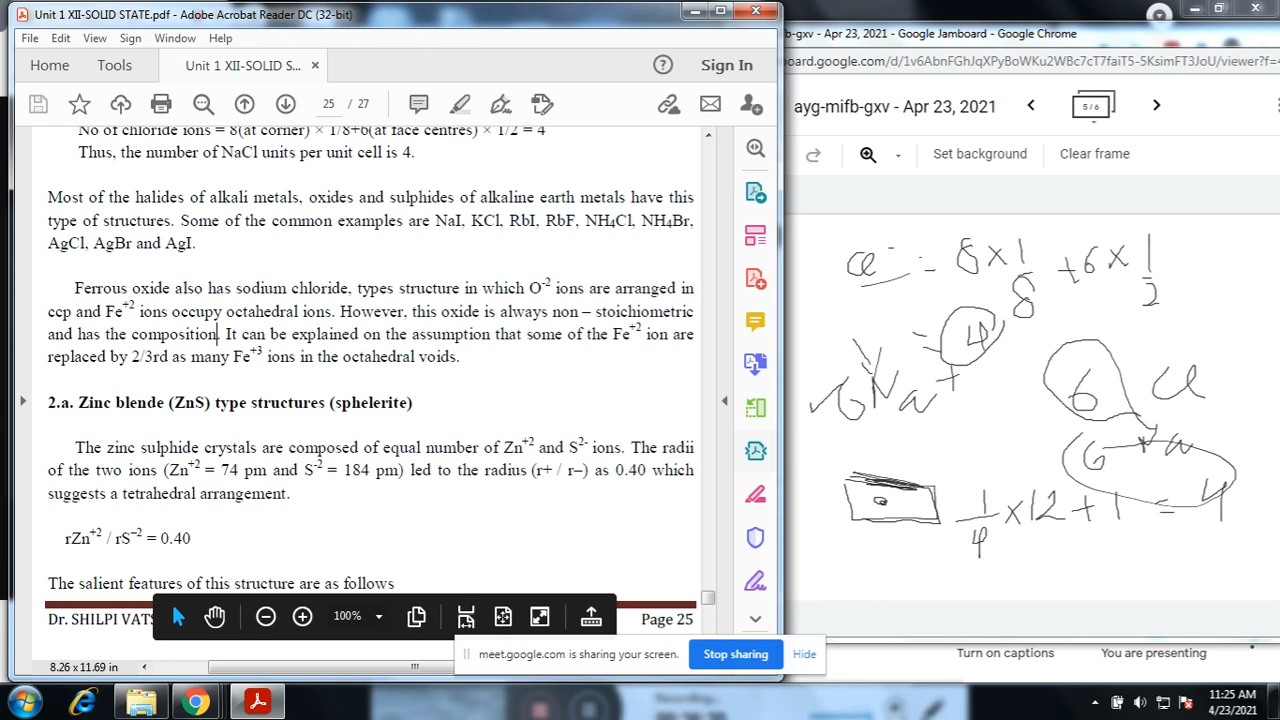 Unit 1 XII-SOLID STATE.pdf - Adobe Acrobat Reader DC (32-bit)
File Edit View Sign Window Help
Home Tools Unit 1 XII-SOLID S... × Sign In
25 / 27
No of chloride ions = 8(at corner) × 1/8+6(at face centres) × 1/2 = 4
Thus, the number of NaCl units per unit cell is 4.
Most of the halides of alkali metals, oxides and sulphides of alkaline earth metals have this
type of structures. Some of the common examples are NaI, KCl, RbI, RbF, NH4Cl, NH4Br,
AgCl, AgBr and AgI.
Ferrous oxide also has sodium chloride, types structure in which O-2 ions are arranged in
ccp and Fe+2 ions occupy octahedral ions. However, this oxide is always non – stoichiometric
and has the composition. It can be explained on the assumption that some of the Fe+2 ion are
replaced by 2/3rd as many Fe+3 ions in the octahedral voids.
2.a. Zinc blende (ZnS) type structures (sphelerite)
The zinc sulphide crystals are composed of equal number of Zn+2 and S2- ions. The radii
of the two ions (Zn+2 = 74 pm and S-2 = 184 pm) led to the radius (r+ / r–) as 0.40 which
suggests a tetrahedral arrangement.
rZn+2 / rS–2 = 0.40
The salient features of this structure are as follows
Dr. SHILPI VATS Page 25
100%
meet.google.com is sharing your screen. Stop sharing Hide
8.26 x 11.69 in
fb-gxv - Apr 23, 2021 - Google Jamboard - Google Chrome
board.google.com/d/1v6AbnFGhJqXPyBoWKu2WBc7cT7faiT5-5KsimFT3JoU/viewer?f=4
ayg-mifb-gxv - Apr 23, 2021 5 / 6
Set background Clear frame
Cl- = 8 × 1/8 + 6 × 1/2
= 4
6 Na+ 6 Cl
6
1/4 × 12 + 1 = 4
Turn on captions You are presenting
Recording...
11:25 AM
4/23/2021